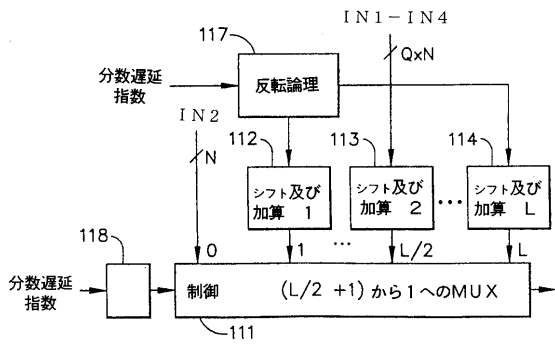 117
IN1-IN4
分数遅延
指数
反転論理
QxN
IN2
N
112
シフト及び
加算 1
113
シフト及び
加算 2
…
114
シフト及び
加算 L
118
0
1
…
L/2
L
分数遅延
指数
制御 (L/2 +1) から1へのMUX
111